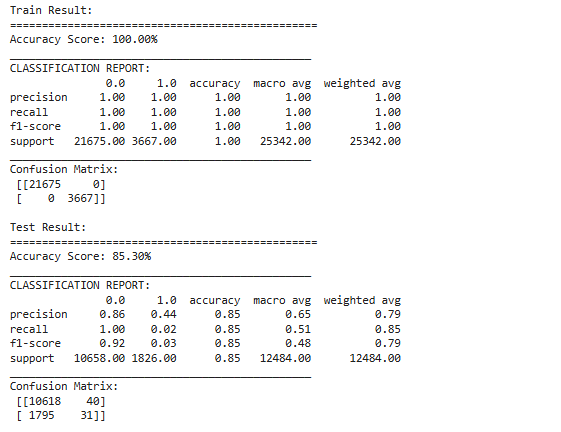 Train Result:
================================================
Accuracy Score: 100.00%
_______________________________________________
CLASSIFICATION REPORT:
               0.0     1.0  accuracy  macro avg  weighted avg
precision     1.00    1.00      1.00       1.00          1.00
recall        1.00    1.00      1.00       1.00          1.00
f1-score      1.00    1.00      1.00       1.00          1.00
support   21675.00 3667.00      1.00   25342.00      25342.00
_______________________________________________
Confusion Matrix:
 [[21675     0]
 [    0  3667]]

Test Result:
================================================
Accuracy Score: 85.30%
_______________________________________________
CLASSIFICATION REPORT:
               0.0     1.0  accuracy  macro avg  weighted avg
precision     0.86    0.44      0.85       0.65          0.79
recall        1.00    0.02      0.85       0.51          0.85
f1-score      0.92    0.03      0.85       0.48          0.79
support   10658.00 1826.00      0.85   12484.00      12484.00
_______________________________________________
Confusion Matrix:
 [[10618    40]
 [ 1795    31]]